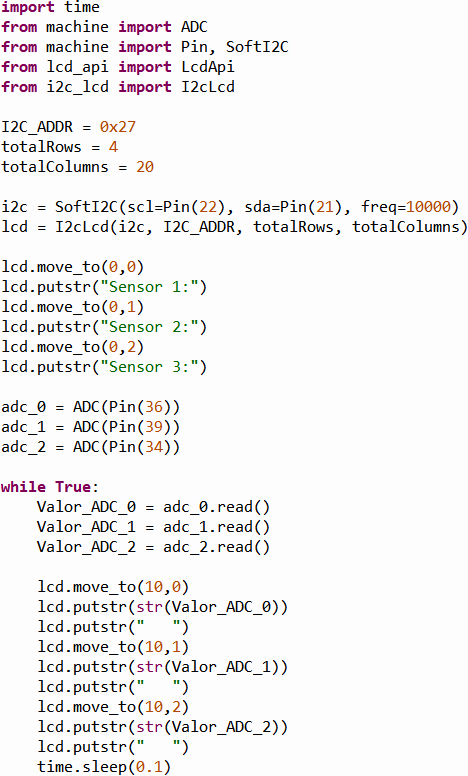 import time
from machine import ADC
from machine import Pin, SoftI2C
from lcd_api import LcdApi
from i2c_lcd import I2cLcd

I2C_ADDR = 0x27
totalRows = 4
totalColumns = 20

i2c = SoftI2C(scl=Pin(22), sda=Pin(21), freq=10000)
lcd = I2cLcd(i2c, I2C_ADDR, totalRows, totalColumns)

lcd.move_to(0,0)
lcd.putstr("Sensor 1:")
lcd.move_to(0,1)
lcd.putstr("Sensor 2:")
lcd.move_to(0,2)
lcd.putstr("Sensor 3:")

adc_0 = ADC(Pin(36))
adc_1 = ADC(Pin(39))
adc_2 = ADC(Pin(34))

while True:
    Valor_ADC_0 = adc_0.read()
    Valor_ADC_1 = adc_1.read()
    Valor_ADC_2 = adc_2.read()

    lcd.move_to(10,0)
    lcd.putstr(str(Valor_ADC_0))
    lcd.putstr("   ")
    lcd.move_to(10,1)
    lcd.putstr(str(Valor_ADC_1))
    lcd.putstr("   ")
    lcd.move_to(10,2)
    lcd.putstr(str(Valor_ADC_2))
    lcd.putstr("   ")
    time.sleep(0.1)